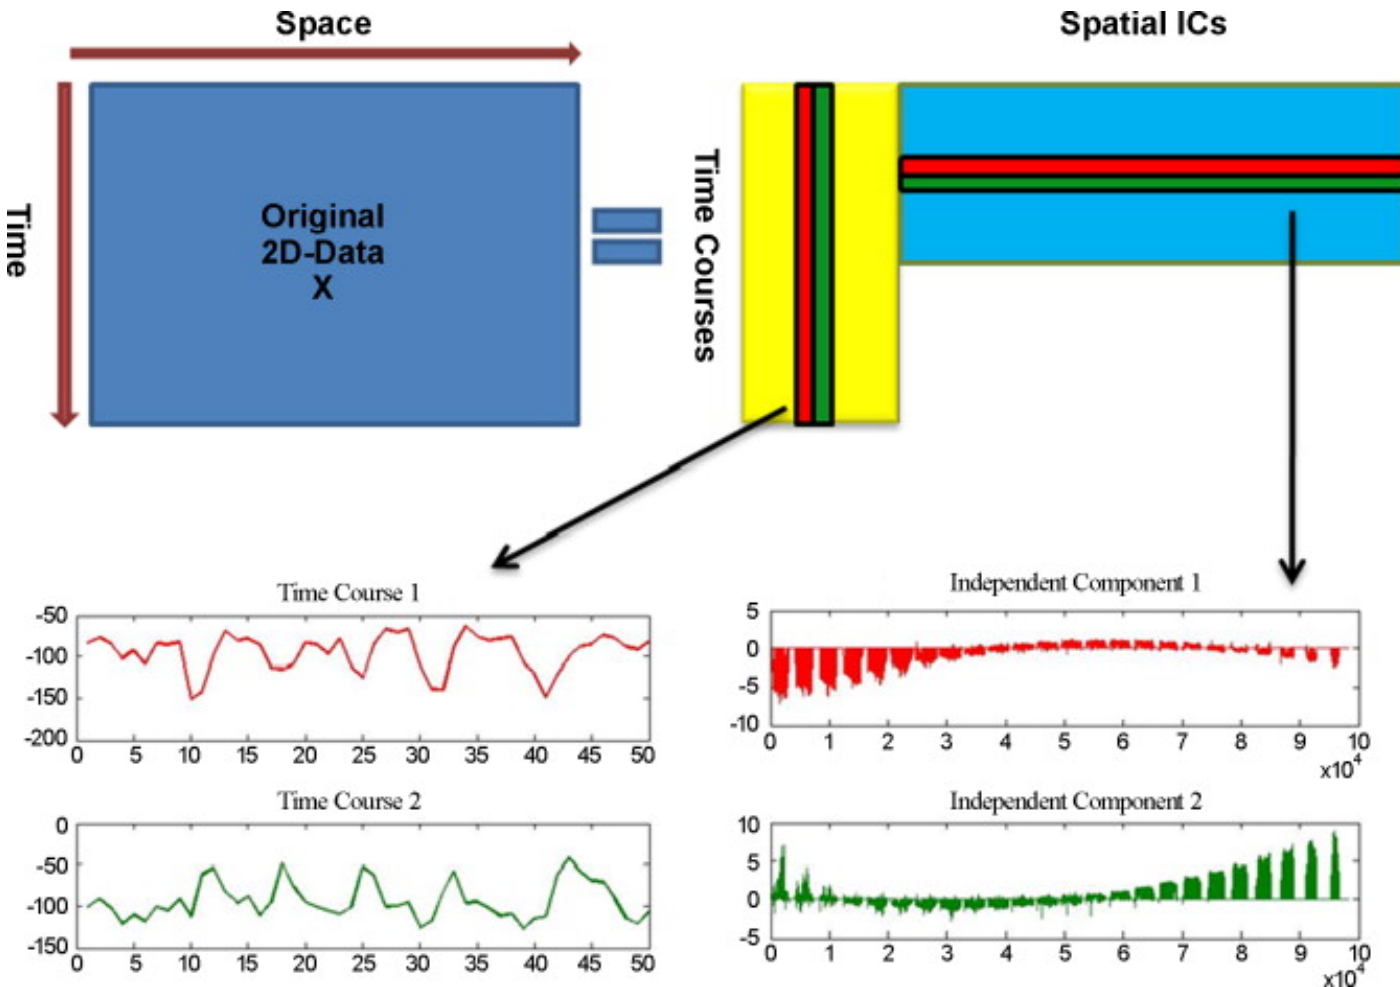 Space
Spatial ICs
Time
Original
2D-Data
X
Time Courses
Time Course 1
-50
-100
-150
-200
0 5 10 15 20 25 30 35 40 45 50
Independent Component 1
5
0
-5
-10
0 1 2 3 4 5 6 7 8 9 10
x10⁴
Time Course 2
0
-50
-100
-150
0 5 10 15 20 25 30 35 40 45 50
Independent Component 2
10
5
0
-5
0 1 2 3 4 5 6 7 8 9 10
x10⁴